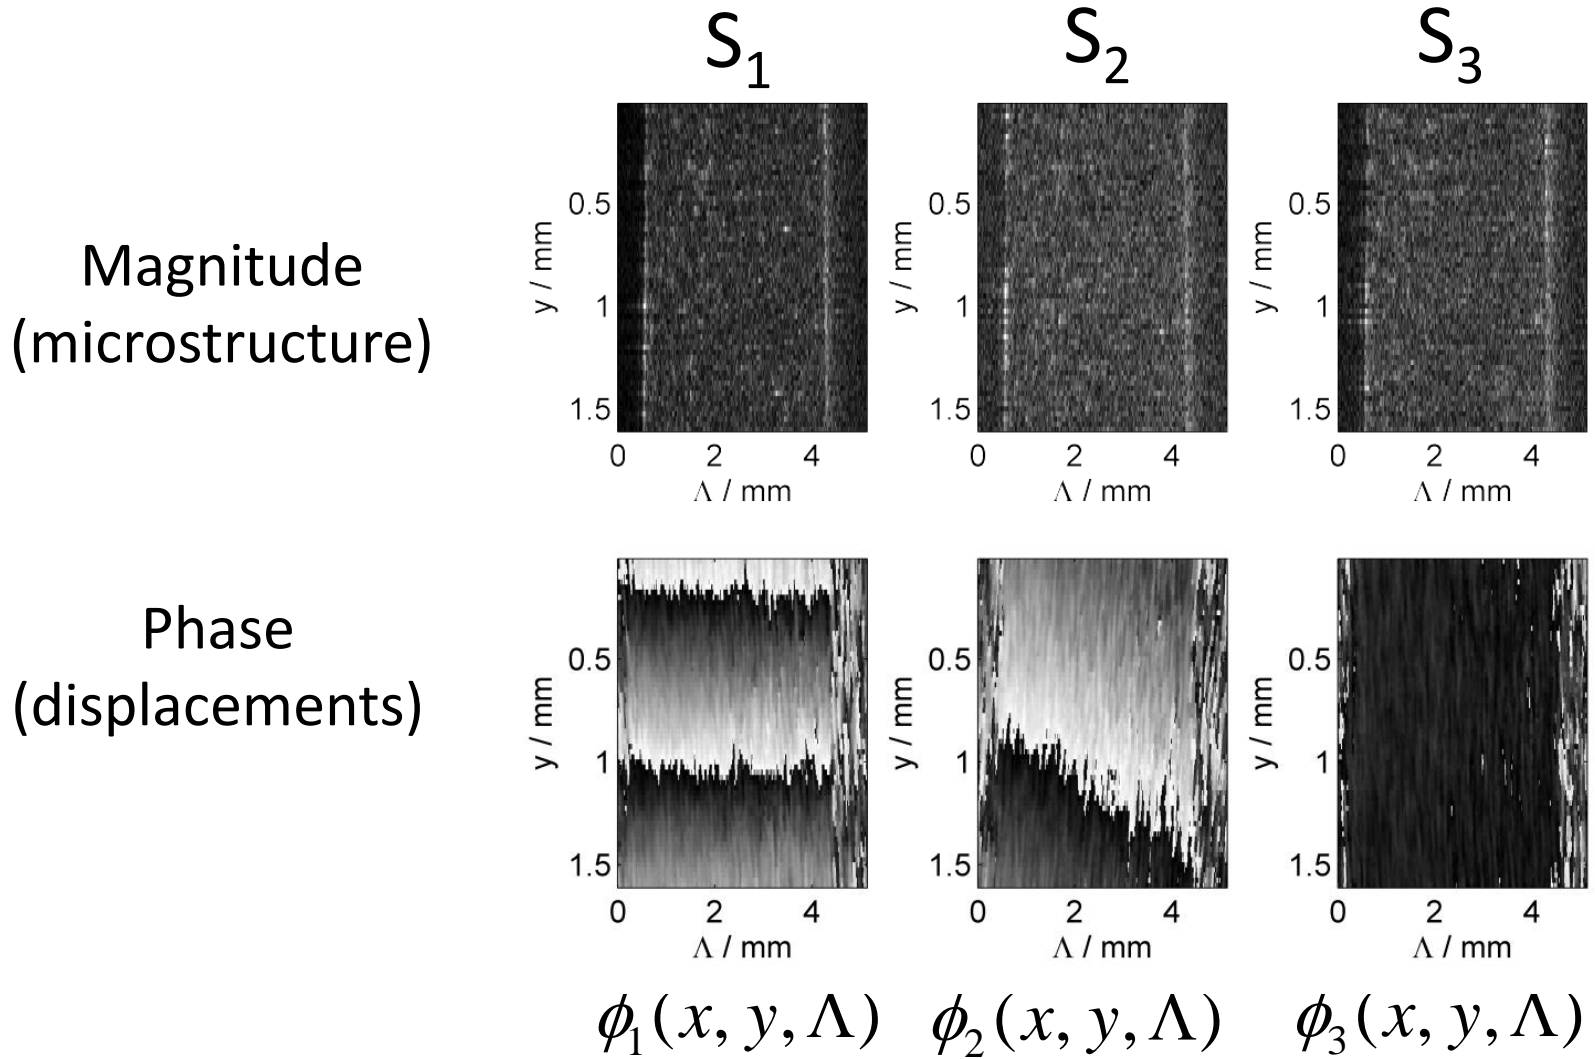 S₁ S₂ S₃
Magnitude
(microstructure)
y / mm
0.5
1
1.5
0 2 4
Λ / mm
y / mm
0.5
1
1.5
0 2 4
Λ / mm
y / mm
0.5
1
1.5
0 2 4
Λ / mm
Phase
(displacements)
y / mm
0.5
1
1.5
0 2 4
Λ / mm
y / mm
0.5
1
1.5
0 2 4
Λ / mm
y / mm
0.5
1
1.5
0 2 4
Λ / mm
ϕ₁(x, y, Λ) ϕ₂(x, y, Λ) ϕ₃(x, y, Λ)